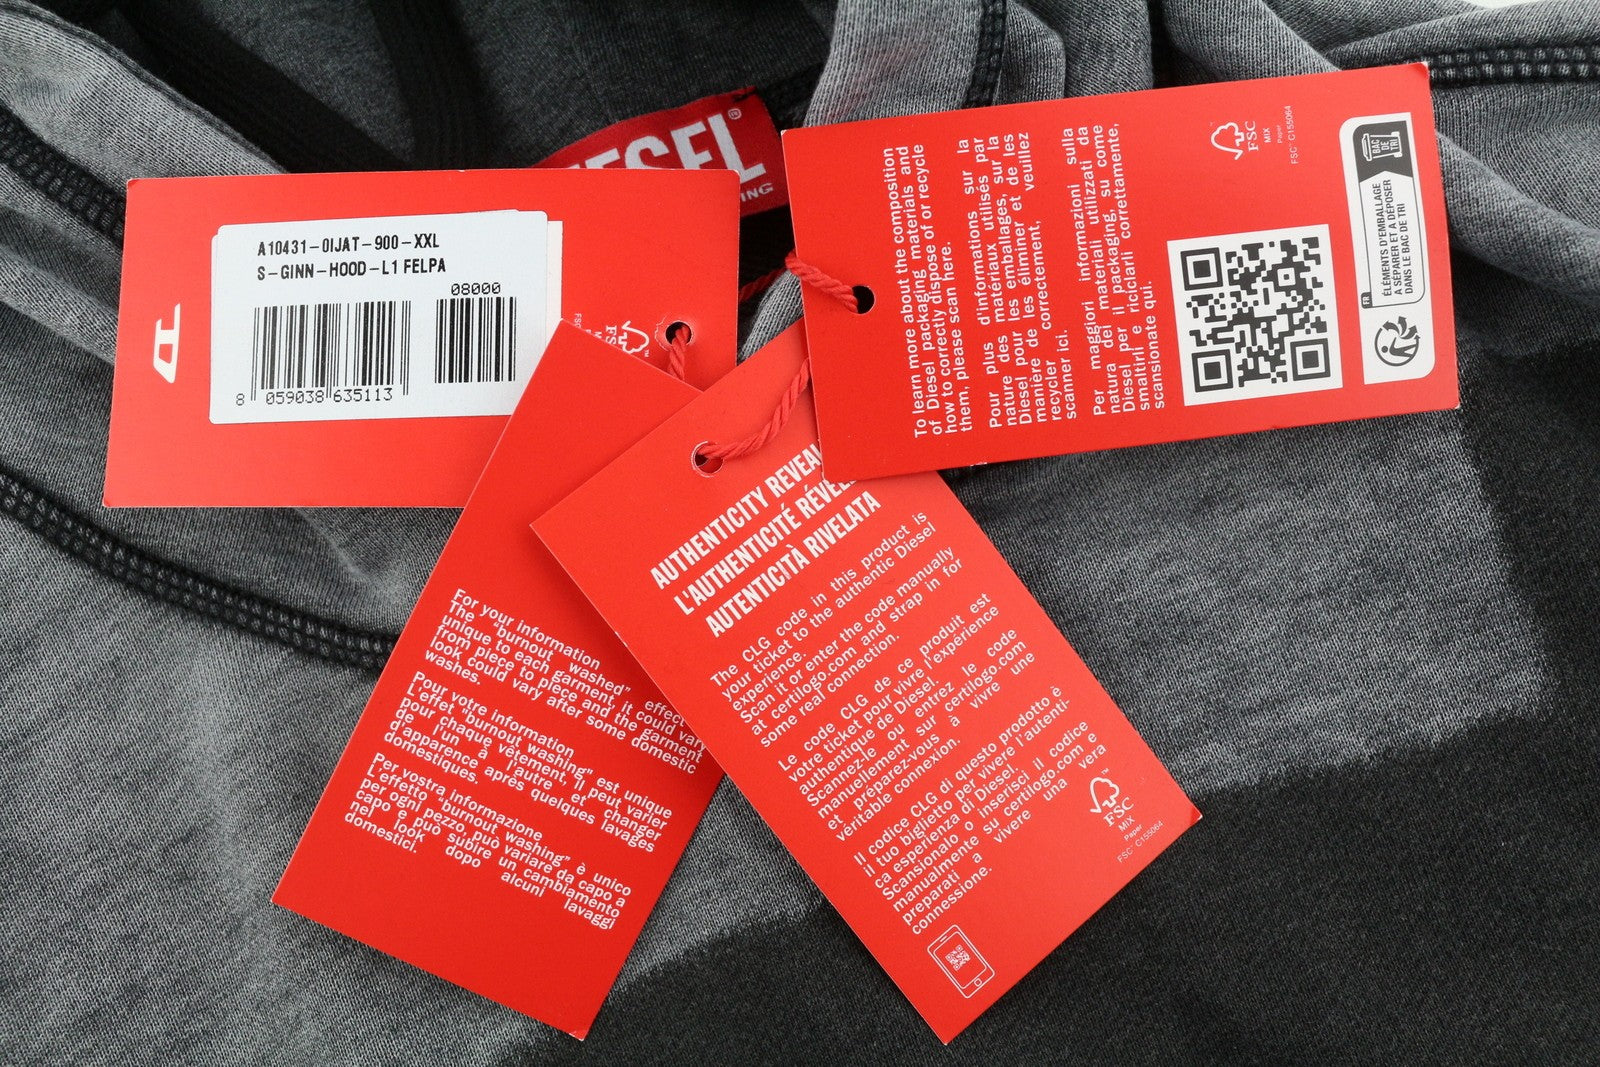 DIESEL
A10431-0IJAT-900-XXL
S-GINN-HOOD-L1 FELPA
08000
8 059038 635113
For your information
The "burnout washed" effect
unique to each garment, it could vary
from piece to piece and the garment
look could vary after some domestic
washes.
Pour votre information
L'effet "burnout washing" est unique
pour chaque vêtement, il peut varier
de l'un à l'autre et changer
d'apparence après quelques lavages
domestiques.
Per vostra informazione
L'effetto "burnout washing" è unico
per ogni pezzo, può variare da capo a
capo e può subire un cambiamento
nel look dopo alcuni lavaggi
domestici.
AUTHENTICITY REVEAL
L'AUTHENTICITÉ RÉVÉL
AUTENTICITÀ RIVELATA
The CLG code in this product is
your ticket to the authentic Diesel
experience.
Scan it or enter the code manually
at certilogo.com and strap in for
some real connection.
Le code CLG de ce produit est
votre ticket pour vivre l'expérience
authentique de Diesel.
Scannez-le ou entrez le code
manuellement sur certilogo.com
et préparez-vous à vivre une
véritable connexion.
Il codice CLG di questo prodotto è
il tuo biglietto per vivere l'autenti-
ca esperienza di Diesel.
Scansionalo o inserisci il codice
manualmente su certilogo.com e
preparati a vivere una vera
connessione.
FSC
MIX
Paper
FSC™ C155064
To learn more about the composition
of Diesel packaging materials and
how to correctly dispose of or recycle
them, please scan here.
Pour plus d'informations sur la
nature des matériaux utilisés par
Diesel pour les emballages, sur la
manière de les éliminer et de les
recycler correctement, veuillez
scanner ici.
Per maggiori informazioni sulla
natura dei materiali utilizzati da
Diesel per il packaging, su come
smaltirli e riciclarli correttamente,
scansionate qui.
FSC
MIX
Paper
FSC™ C155064
FR
ÉLÉMENTS D'EMBALLAGE
À SÉPARER ET À DÉPOSER
DANS LE BAC DE TRI
BAC
DE
TRI